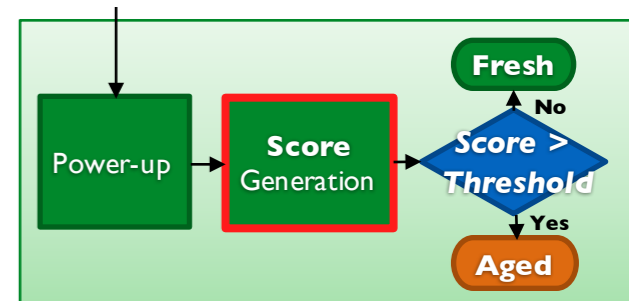 Power-up
Score
Generation
Score >
Threshold
No
Fresh
Yes
Aged